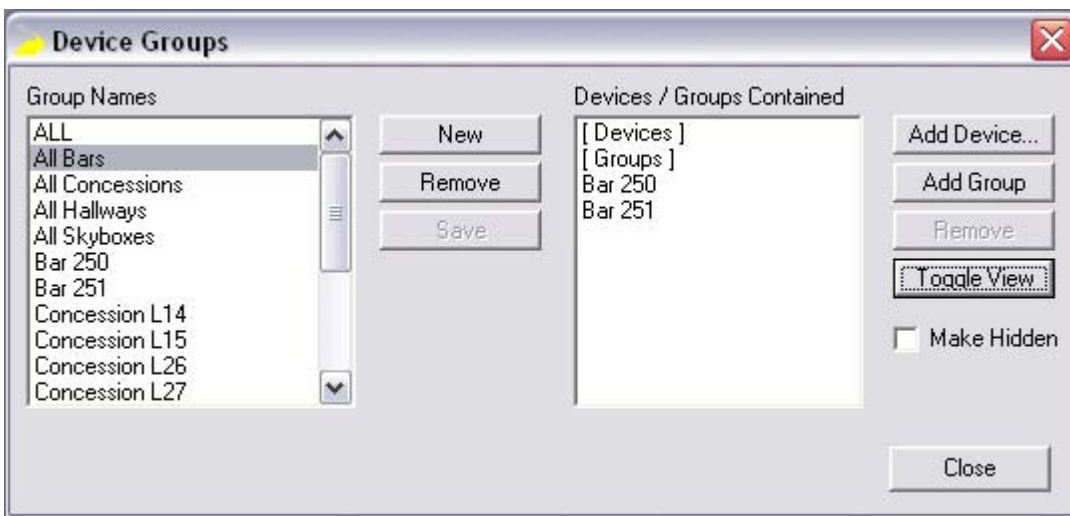 Device Groups
Group Names
ALL
All Bars
All Concessions
All Hallways
All Skyboxes
Bar 250
Bar 251
Concession L14
Concession L15
Concession L26
Concession L27
New
Remove
Save
Devices / Groups Contained
[ Devices ]
[ Groups ]
Bar 250
Bar 251
Add Device...
Add Group
Remove
Toggle View
Make Hidden
Close